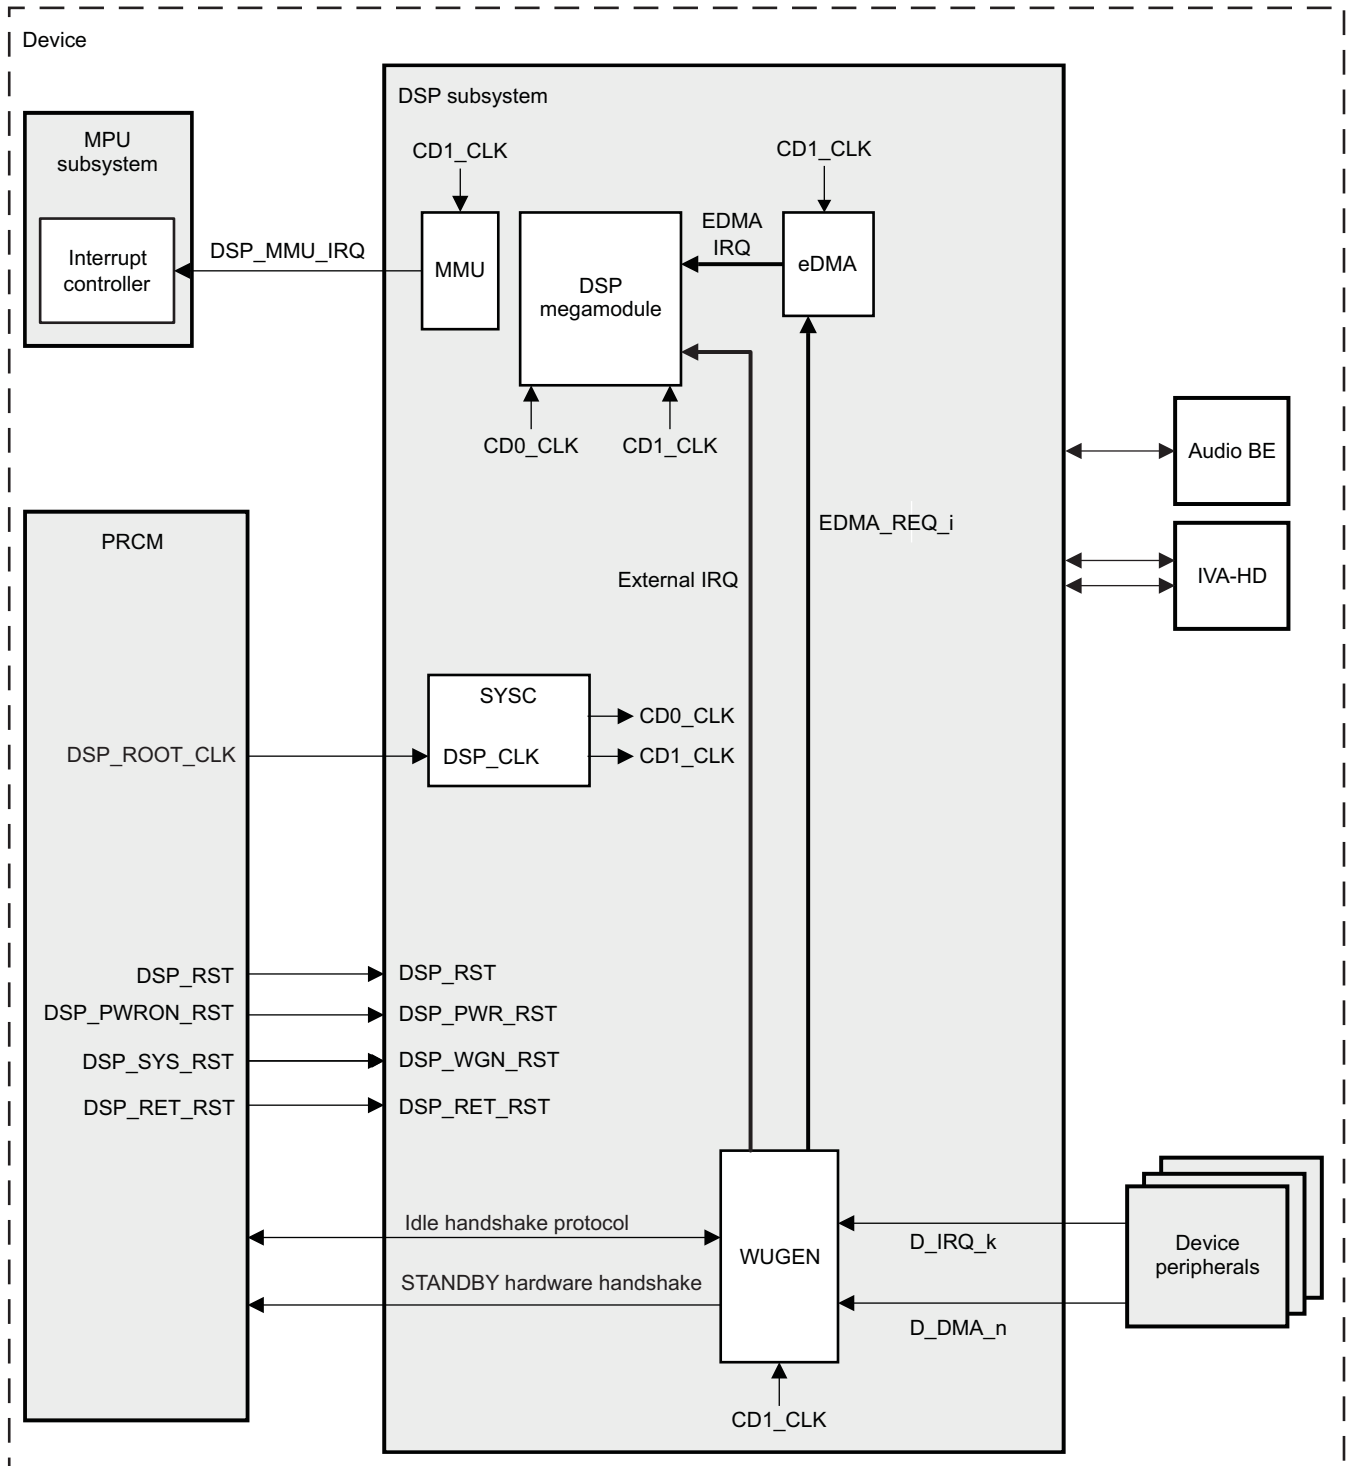 Device
DSP subsystem
MPU
subsystem
Interrupt
controller
DSP_MMU_IRQ
CD1_CLK
MMU
DSP
megamodule
EDMA
IRQ
CD1_CLK
eDMA
CD0_CLK
CD1_CLK
Audio BE
IVA-HD
EDMA_REQ_i
External IRQ
PRCM
DSP_ROOT_CLK
SYSC
DSP_CLK
CD0_CLK
CD1_CLK
DSP_RST
DSP_RST
DSP_PWRON_RST
DSP_PWR_RST
DSP_SYS_RST
DSP_WGN_RST
DSP_RET_RST
DSP_RET_RST
Idle handshake protocol
STANDBY hardware handshake
WUGEN
D_IRQ_k
D_DMA_n
Device
peripherals
CD1_CLK